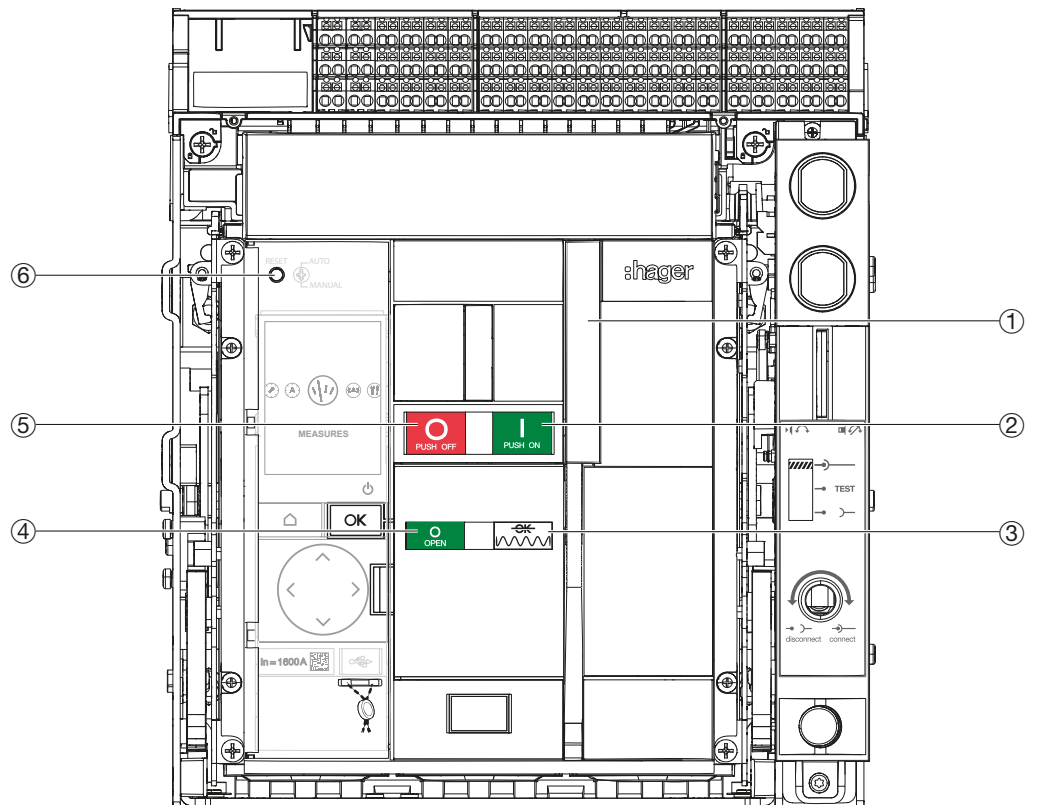 RESET
AUTO
MANUAL
:hager
⑥
①
⑤
O
PUSH OFF
I
PUSH ON
②
A
MEASURES
TEST
④
OK
O
OPEN
OK
③
disconnect
connect
In=1600A